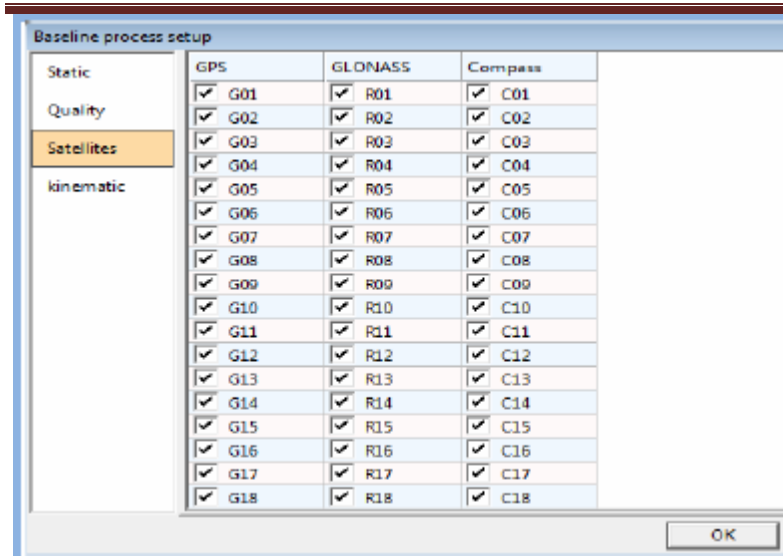 Baseline process setup
Static
Quality
Satellites
kinematic
GPS GLONASS Compass
G01 R01 C01
G02 R02 C02
G03 R03 C03
G04 R04 C04
G05 R05 C05
G06 R06 C06
G07 R07 C07
G08 R08 C08
G09 R09 C09
G10 R10 C10
G11 R11 C11
G12 R12 C12
G13 R13 C13
G14 R14 C14
G15 R15 C15
G16 R16 C16
G17 R17 C17
G18 R18 C18
OK